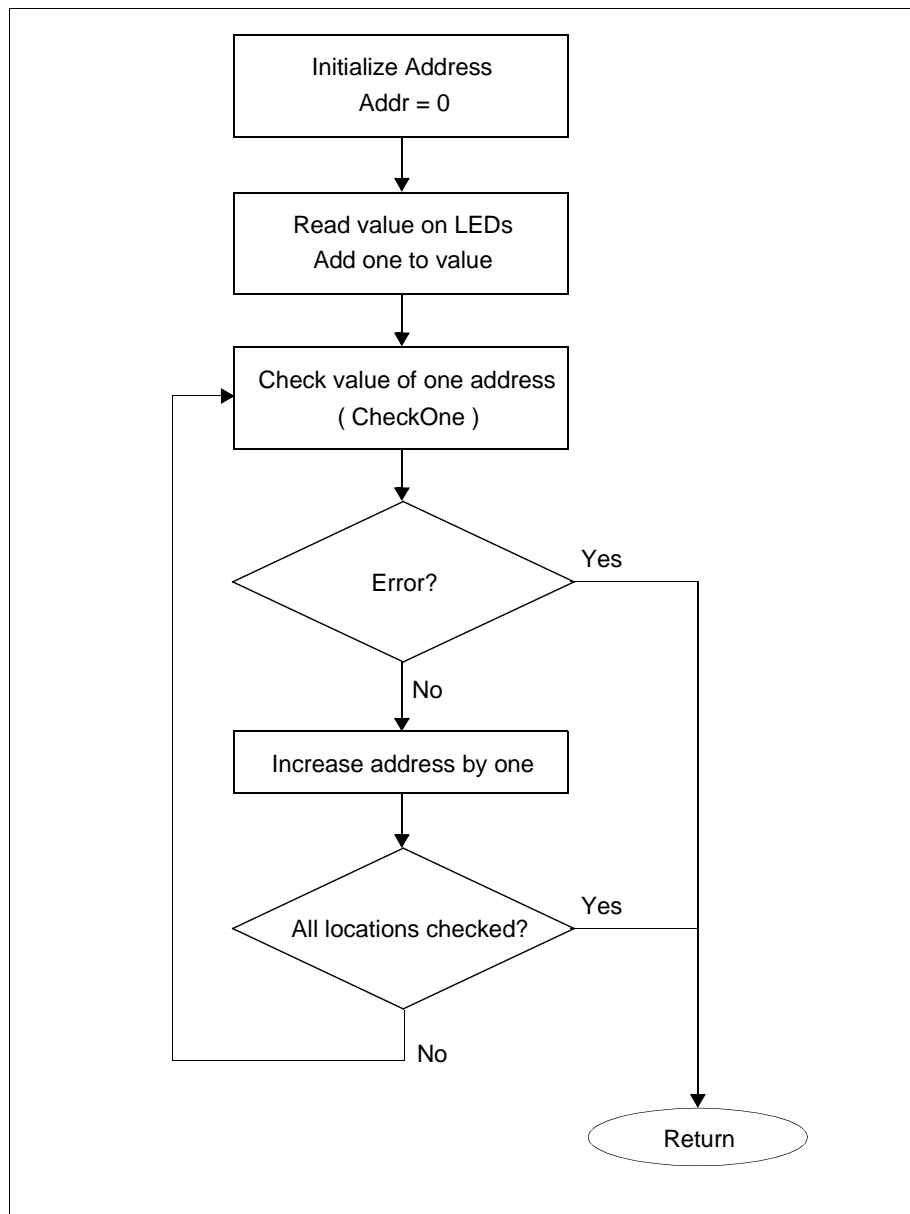 Initialize Address
Addr = 0
Read value on LEDs
Add one to value
Check value of one address
( CheckOne )
Error?
Yes
No
Increase address by one
All locations checked?
Yes
No
Return